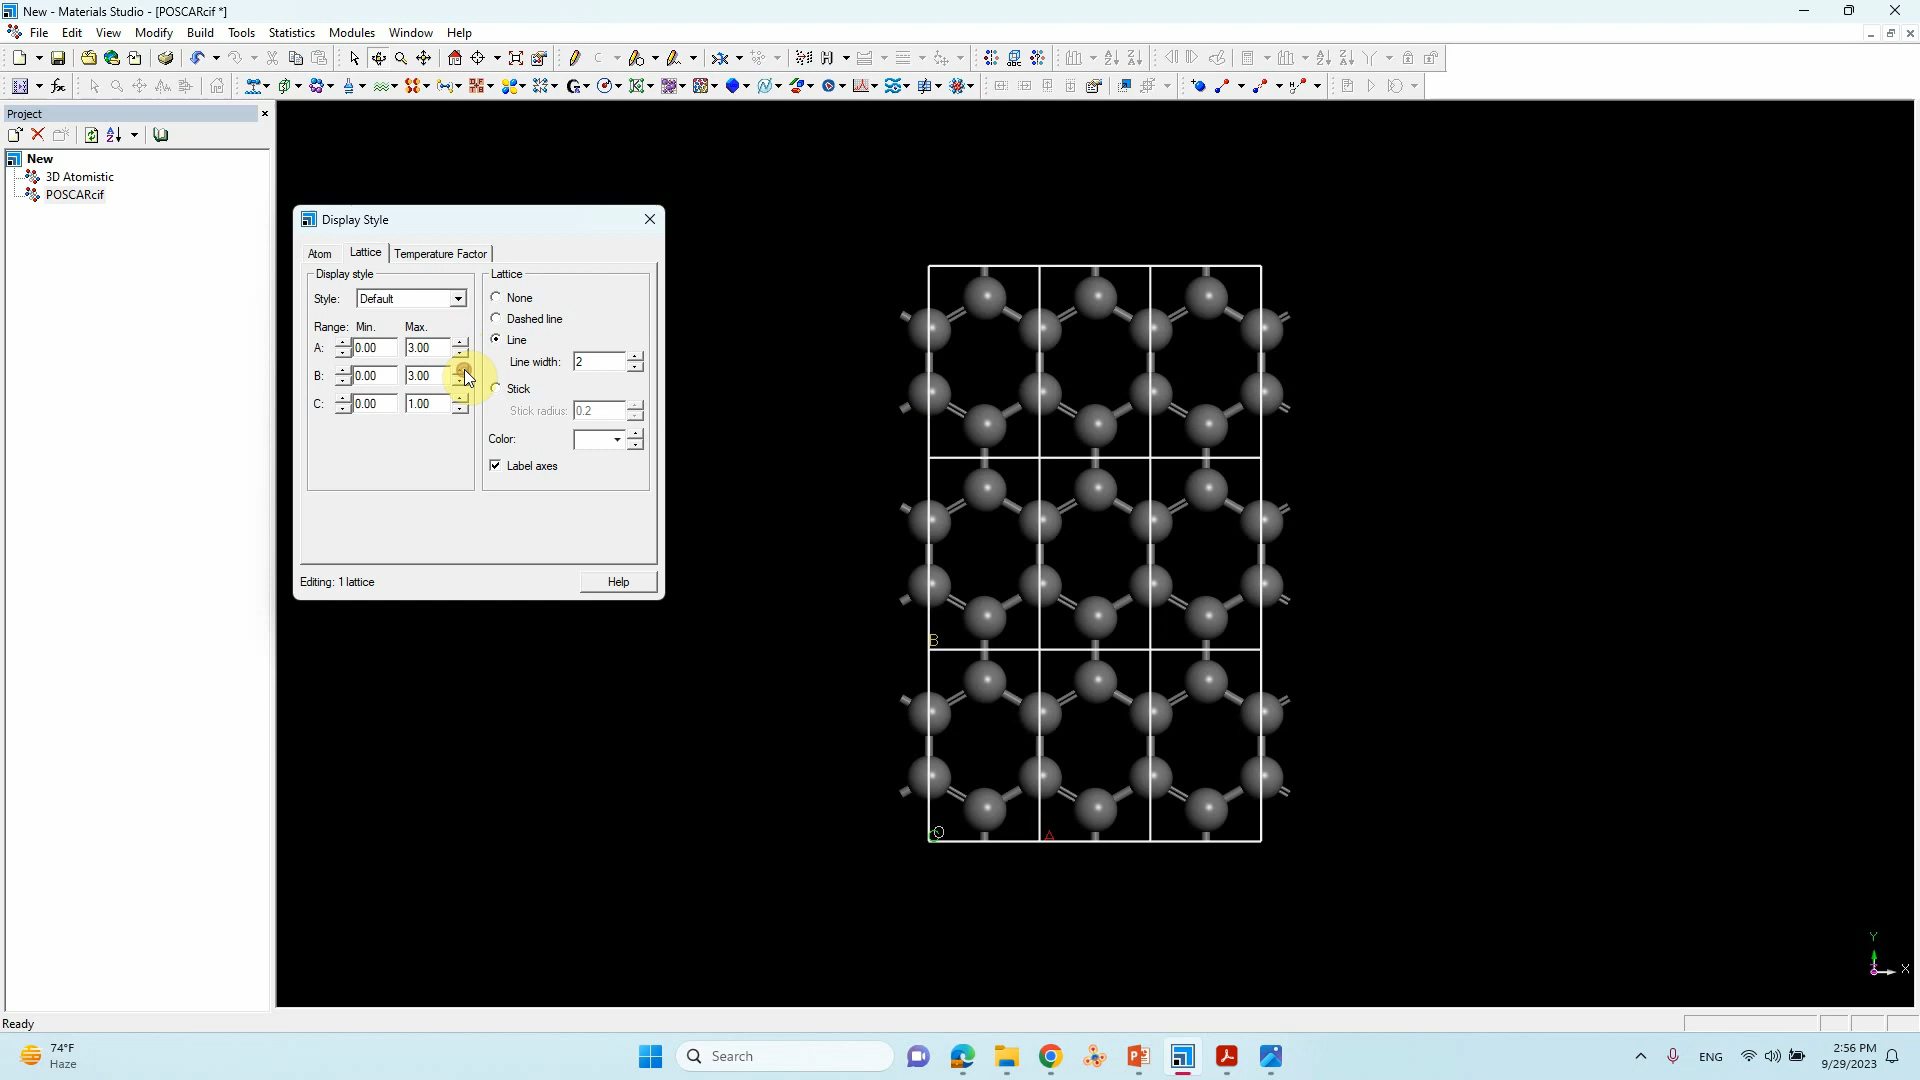 New - Materials Studio - [POSCARcif *]
File Edit View Modify Build Tools Statistics Modules Window Help
Project
New
3D Atomistic
POSCARcif
Display Style
Atom Lattice Temperature Factor
Display style Lattice
Style: Default None
Dashed line
Range: Min. Max.
Line
A: 0.00 3.00
Line width: 2
B: 0.00 3.00
Stick
C: 0.00 1.00
Stick radius: 0.2
Color:
Label axes
Editing: 1 lattice Help
B
O
C
A
Y
X
Ready
74°F
Haze
Search
ENG
2:56 PM
9/29/2023